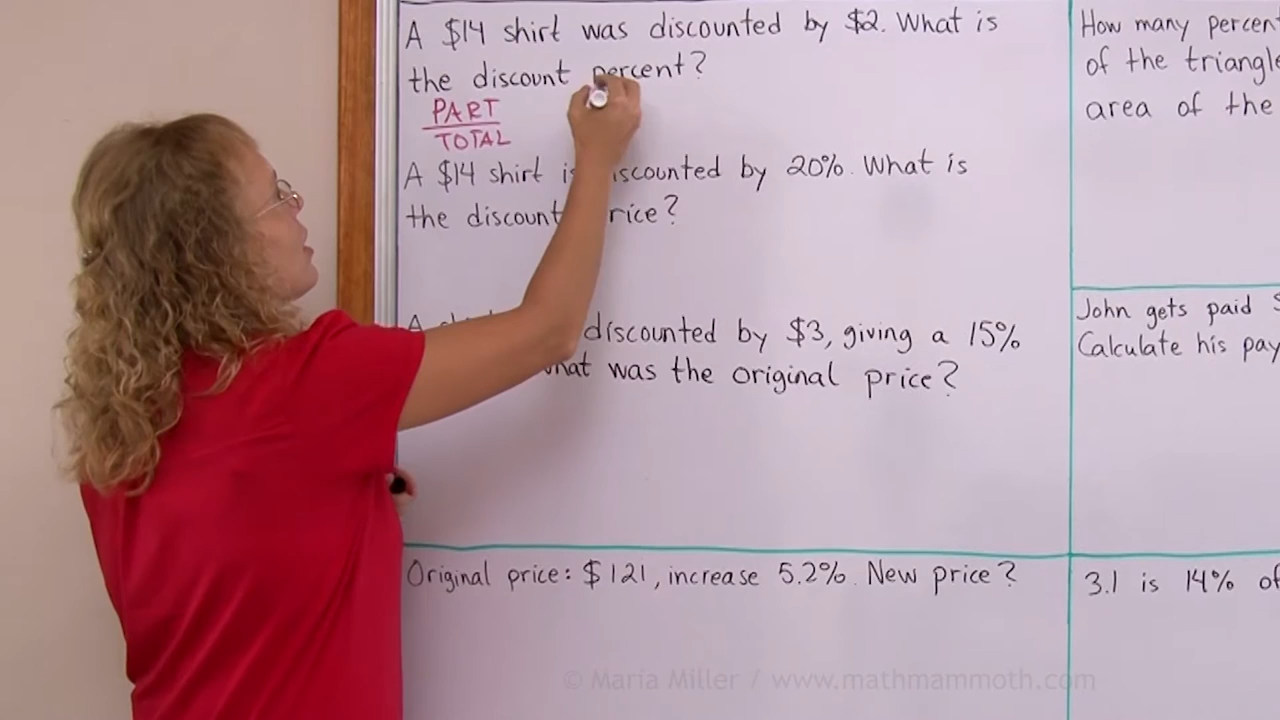 A $14 shirt was discounted by $2. What is
the discount percent?
PART
TOTAL
A $14 shirt is discounted by 20%. What is
the discount price?
discounted by $3, giving a 15%
what was the original price?
Original price: $121, increase 5.2%. New price?
How many percent
of the triangle
area of the
John gets paid $
Calculate his pay
3.1 is 14% of
© Maria Miller / www.mathmammoth.com